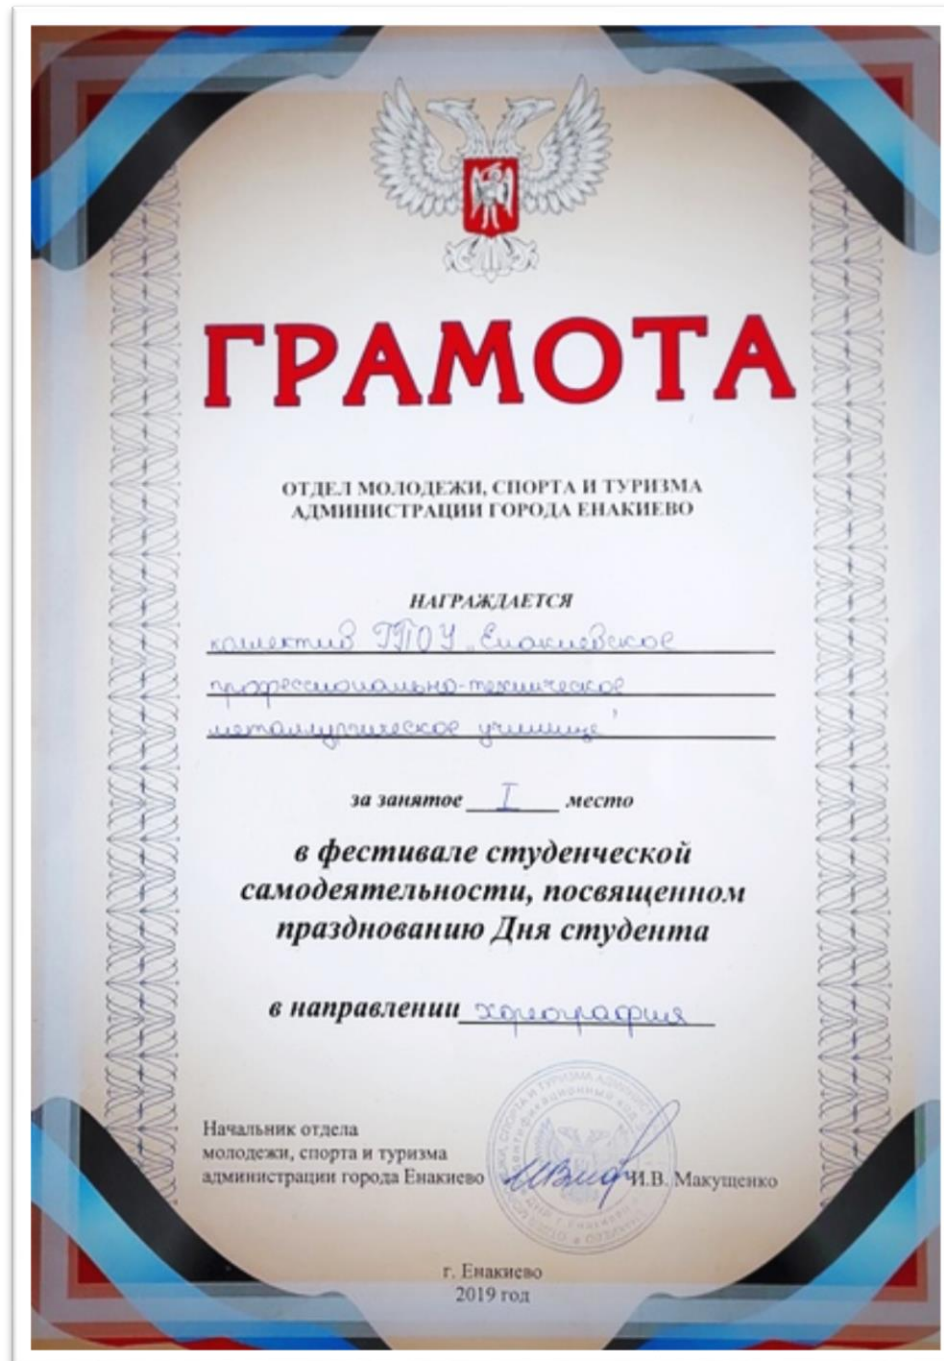 ГРАМОТА
ОТДЕЛ МОЛОДЕЖИ, СПОРТА И ТУРИЗМА
АДМИНИСТРАЦИИ ГОРОДА ЕНАКИЕВО
НАГРАЖДАЕТСЯ
коллектив ГПОУ „Енакиевское
профессионально-техническое
металлургическое училище"
за занятое I место
в фестивале студенческой
самодеятельности, посвященном
празднованию Дня студента
в направлении хореография
Начальник отдела
молодежи, спорта и туризма
администрации города Енакиево И.В. Макущенко
г. Енакиево
2019 год